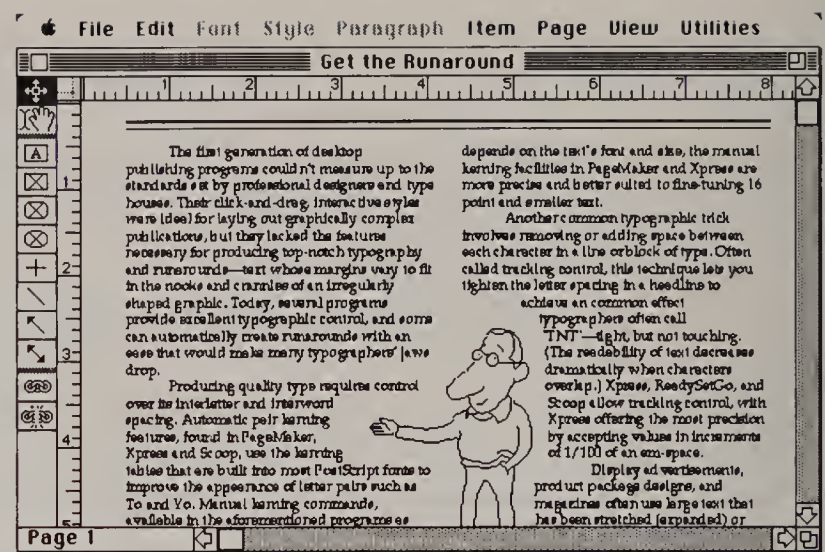 File Edit Font Style Paragraph Item Page View Utilities
Get the Runaround
1 2 3 4 5 6 7 8
The first generation of desktop
publishing programs couldn't measure up to the
standards set by professional designers and type
houses. Their click-and-drag, interactive styles
were ideal for laying out graphically complex
publications, but they lacked the features
necessary for producing top-notch typography
and runarounds—text whose margins vary to fit
in the nooks and crannies of an irregularly
shaped graphic. Today, several programs
provide excellent typographic control, and some
can automatically create runarounds with an
ease that would make many typographers' jaws
drop.
Producing quality type requires control
over its interletter and interword
spacing. Automatic pair kerning
features, found in PageMaker,
Xpress and Scoop, use the kerning
tables that are built into most PostScript fonts to
improve the appearance of letter pairs such as
To and Yo. Manual kerning commands,
available in the aforementioned programs as
depends on the text's font and size, the manual
kerning facilities in PageMaker and Xpress are
more precise and better suited to fine-tuning 16
point and smaller text.
Another common typographic trick
involves removing or adding space between
each character in a line or block of type. Often
called tracking control, this technique lets you
tighten the letter spacing in a headline to
achieve an common effect
typographers often call
'TNT'—tight, but not touching.
(The readability of text decreases
dramatically when characters
overlap.) Xpress, ReadySetGo, and
Scoop allow tracking control, with
Xpress offering the most precision
by accepting values in increments
of 1/100 of an em-space.
Display advertisements,
product package designs, and
magazines often use large text that
has been stretched (expanded) or
A
1
2
3
4
5
Page 1